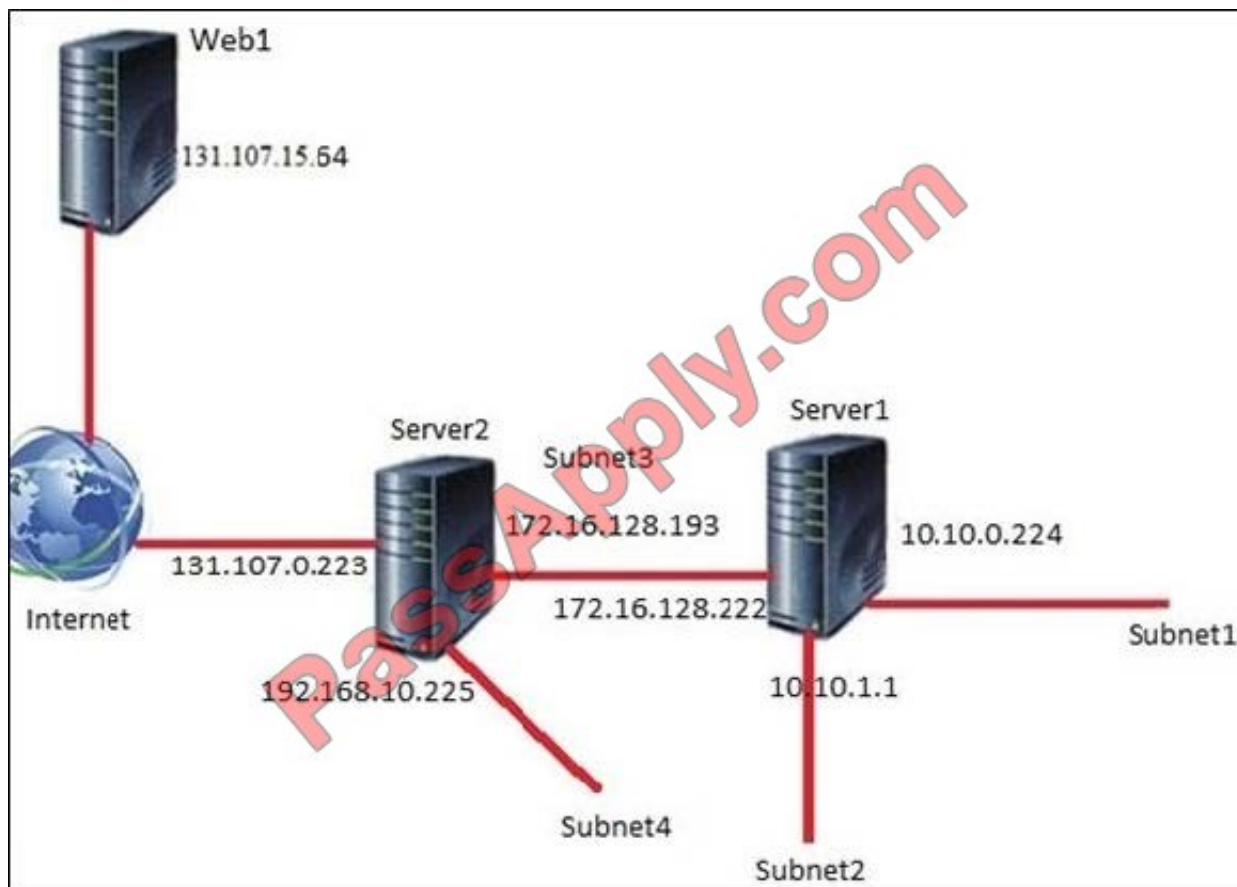 Web1
131.107.15.64
Server2
Subnet3
Server1
172.16.128.193
10.10.0.224
131.107.0.223
Internet
172.16.128.222
Subnet1
192.168.10.225
10.10.1.1
Subnet4
Subnet2
PassApply.com